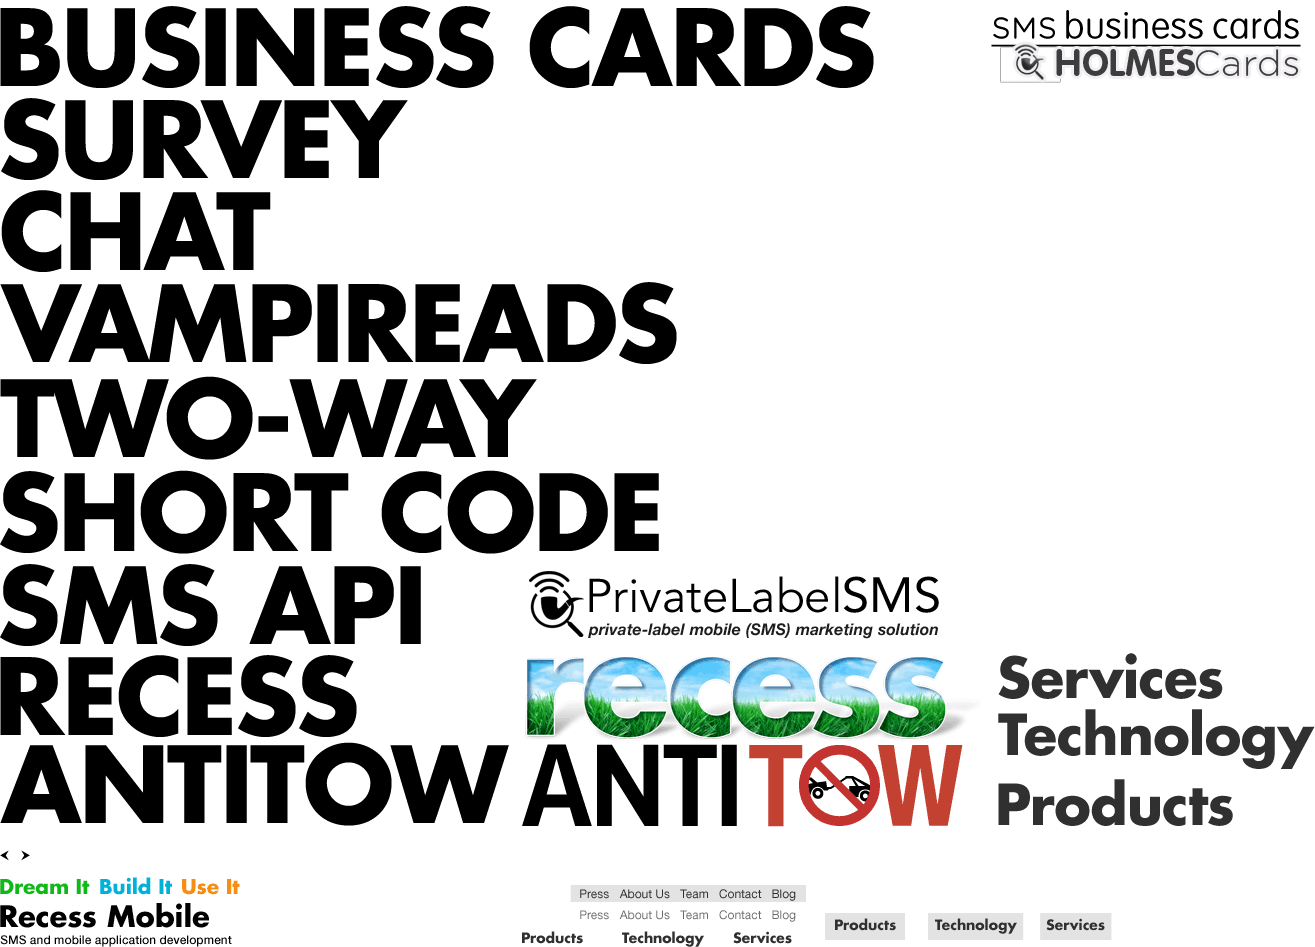 BUSINESS CARDS
SMS business cards
HOLMESCards
SURVEY
CHAT
VAMPIREADS
TWO-WAY
SHORT CODE
SMS API
PrivateLabelSMS
private-label mobile (SMS) marketing solution
RECESS
recess
Services
Technology
ANTITOW
ANTITOW
Products
Dream It Build It Use It
Recess Mobile
SMS and mobile application development
Press About Us Team Contact Blog
Press About Us Team Contact Blog
Products Technology Services
Products Technology Services